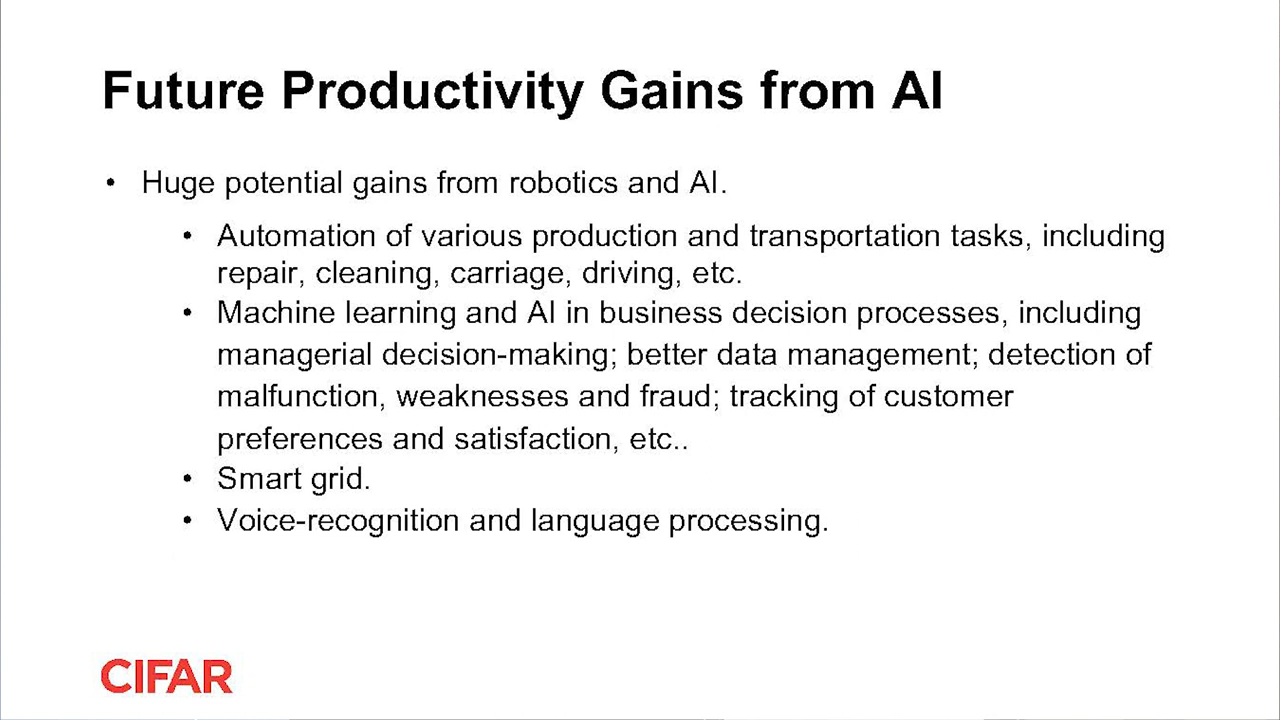 Future Productivity Gains from AI
• Huge potential gains from robotics and AI.
• Automation of various production and transportation tasks, including
repair, cleaning, carriage, driving, etc.
• Machine learning and AI in business decision processes, including
managerial decision-making; better data management; detection of
malfunction, weaknesses and fraud; tracking of customer
preferences and satisfaction, etc..
• Smart grid.
• Voice-recognition and language processing.
CIFAR